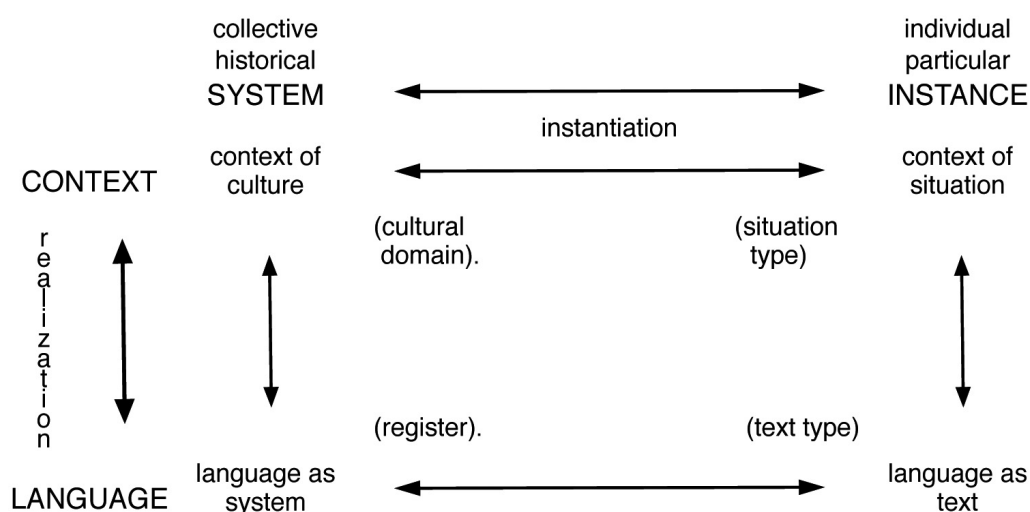 collective
historical
SYSTEM
individual
particular
INSTANCE
instantiation
CONTEXT
context of
culture
context of
situation
(cultural
domain).
(situation
type)
realization
(register).
(text type)
LANGUAGE
language as
system
language as
text